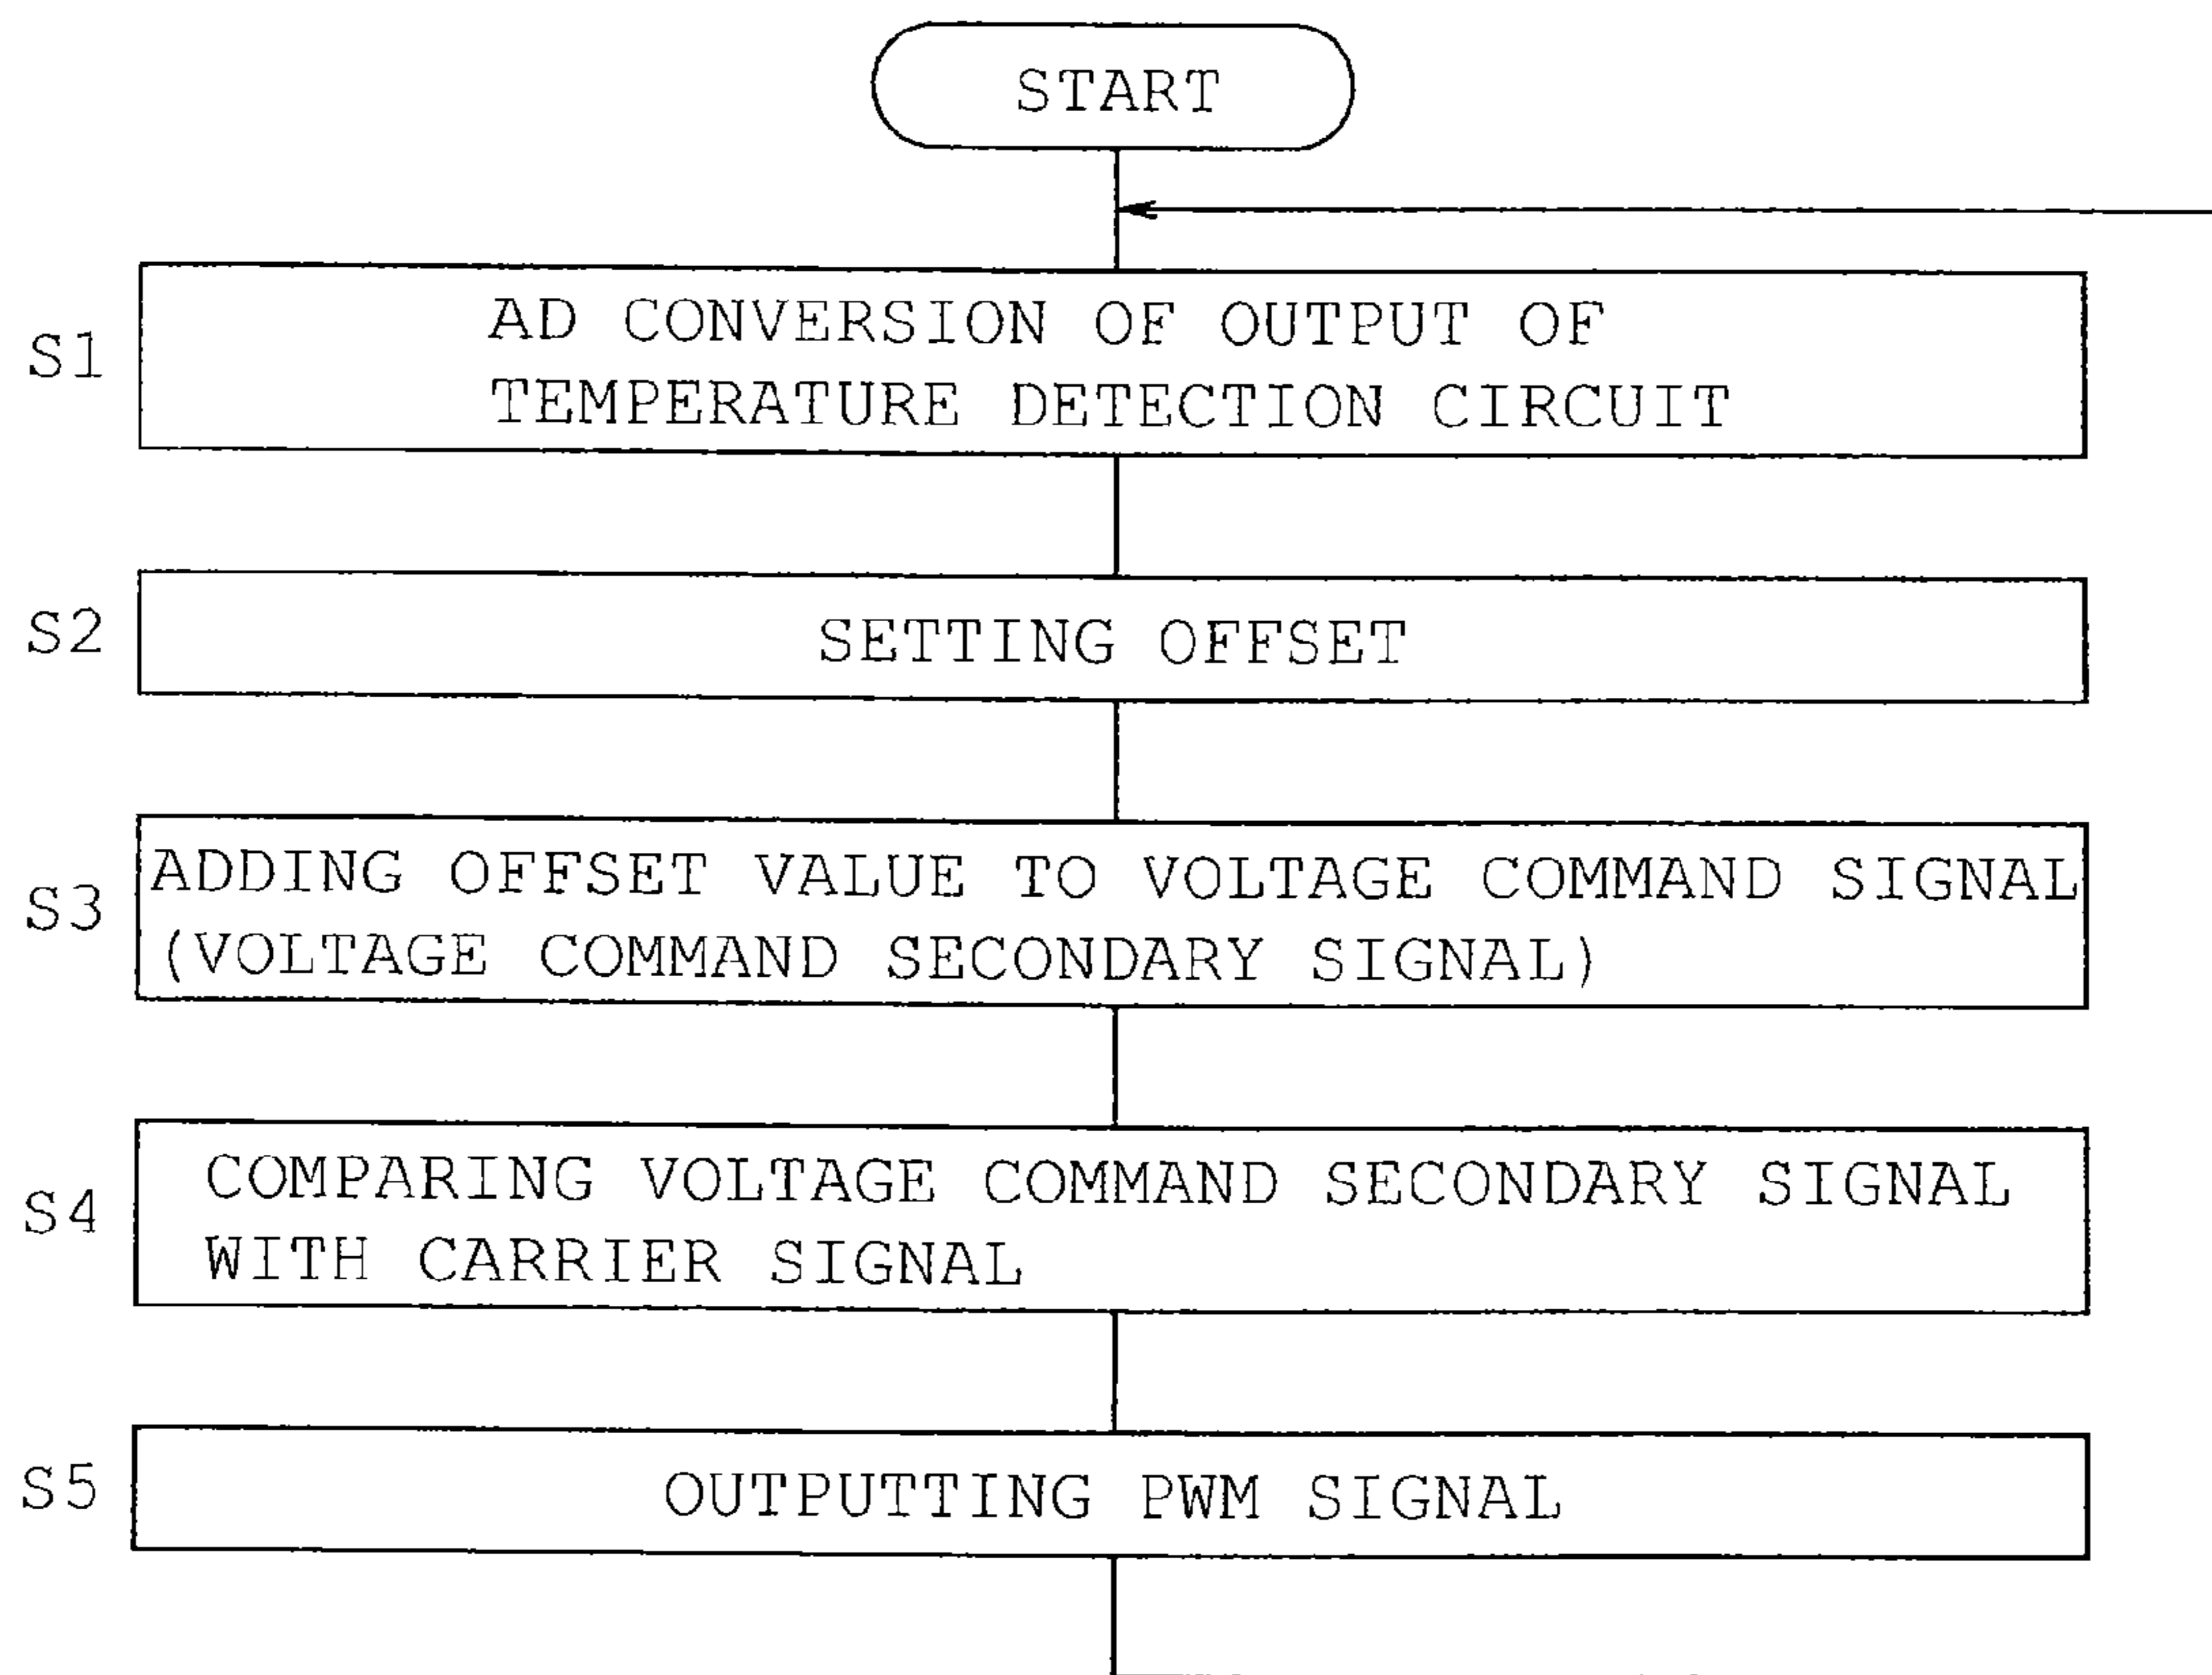 START
S1
AD CONVERSION OF OUTPUT OF
TEMPERATURE DETECTION CIRCUIT
S2
SETTING OFFSET
S3
ADDING OFFSET VALUE TO VOLTAGE COMMAND SIGNAL
(VOLTAGE COMMAND SECONDARY SIGNAL)
S4
COMPARING VOLTAGE COMMAND SECONDARY SIGNAL
WITH CARRIER SIGNAL
S5
OUTPUTTING PWM SIGNAL